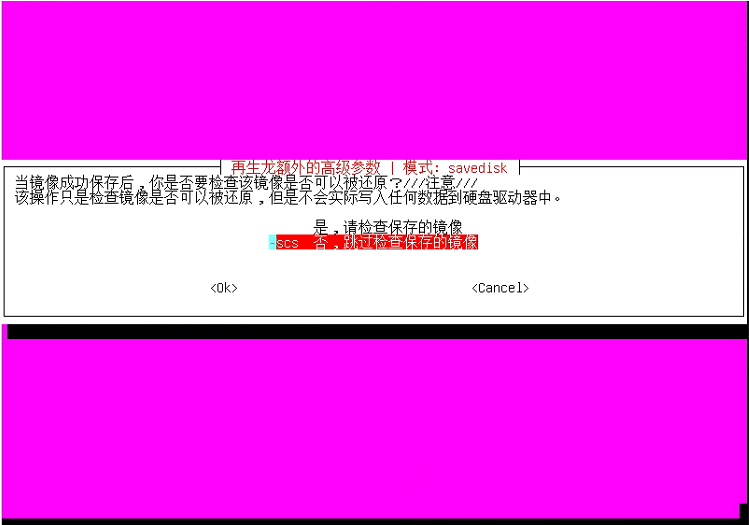 再生龙额外的高级参数 | 模式: savedisk
当镜像成功保存后，你是否要检查该镜像是否可以被还原？///注意///
该操作只是检查镜像是否可以被还原，但是不会实际写入任何数据到硬盘驱动器中。
是，请检查保存的镜像
-scs 否，跳过检查保存的镜像
<Ok> <Cancel>